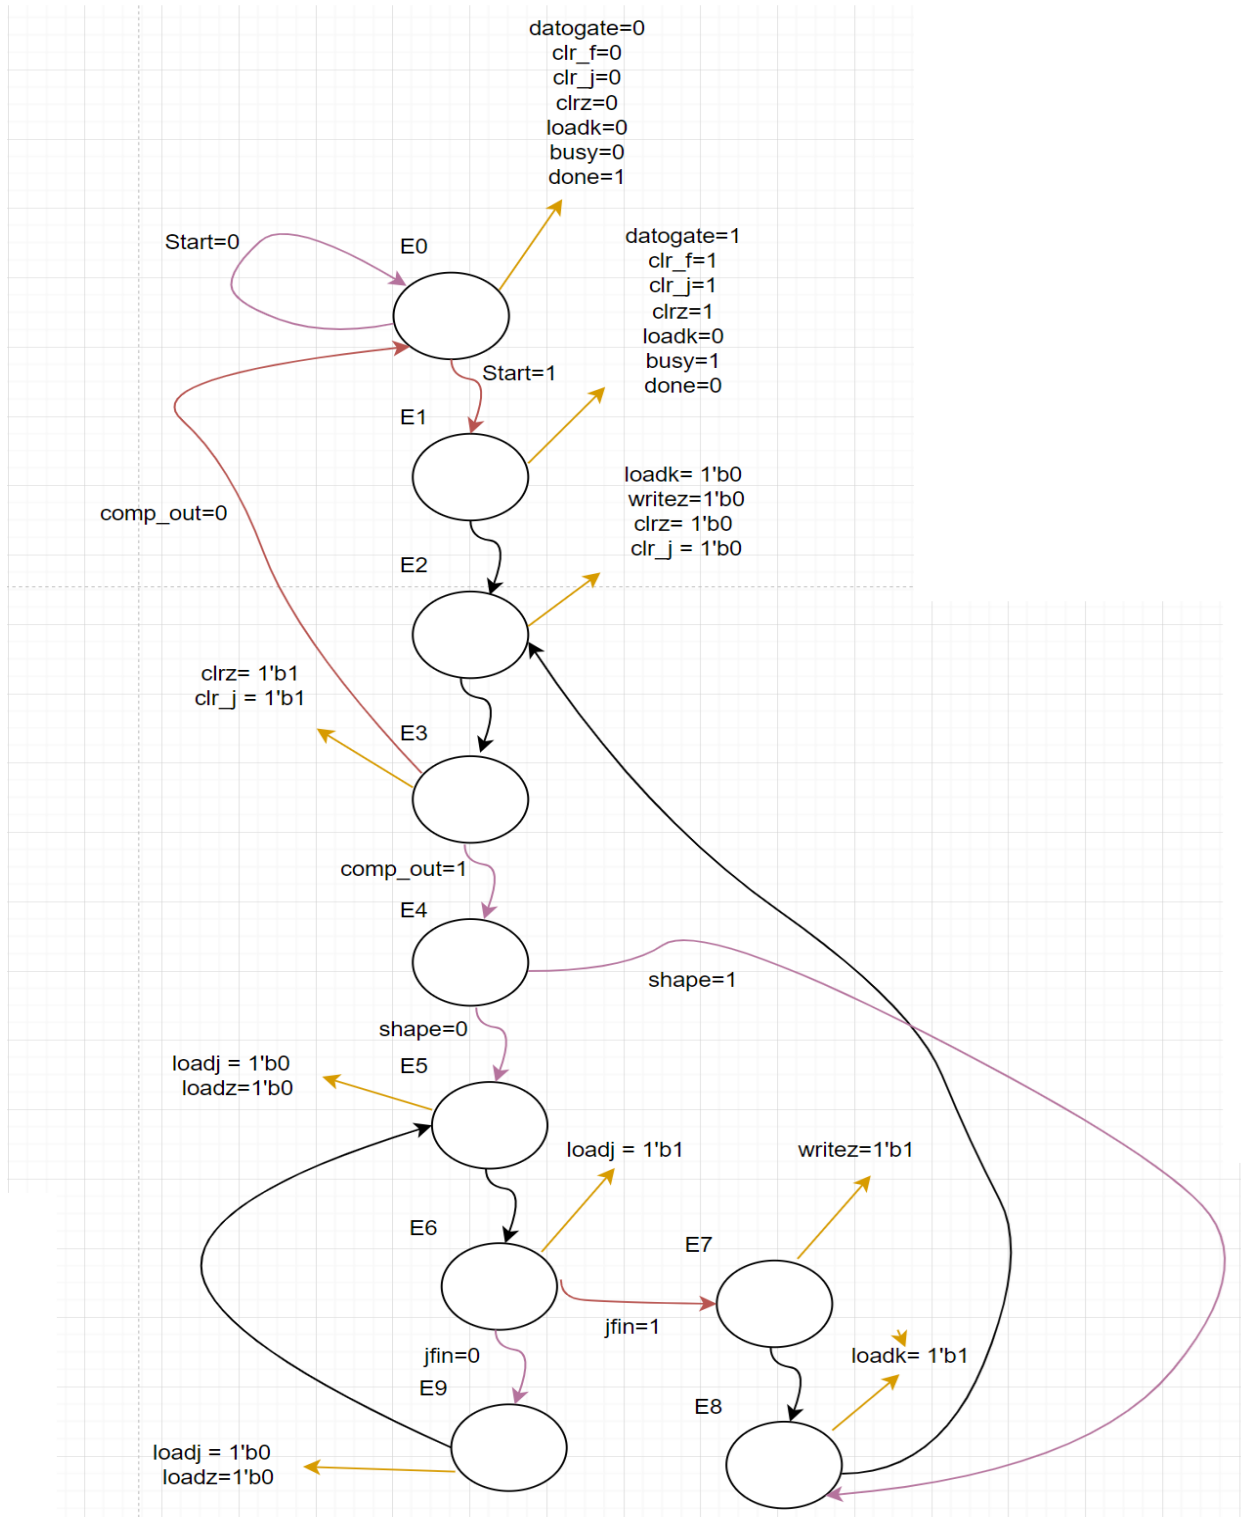 datogate=0
clr_f=0
clr_j=0
clrz=0
loadk=0
busy=0
done=1
Start=0
E0
datogate=1
clr_f=1
clr_j=1
clrz=1
loadk=0
busy=1
done=0
Start=1
E1
loadk= 1'b0
writez=1'b0
clrz= 1'b0
clr_j = 1'b0
comp_out=0
E2
clrz= 1'b1
clr_j = 1'b1
E3
comp_out=1
E4
shape=1
shape=0
E5
loadj = 1'b0
loadz=1'b0
loadj = 1'b1
writez=1'b1
E6
E7
jfin=1
jfin=0
loadk= 1'b1
E9
E8
loadj = 1'b0
loadz=1'b0